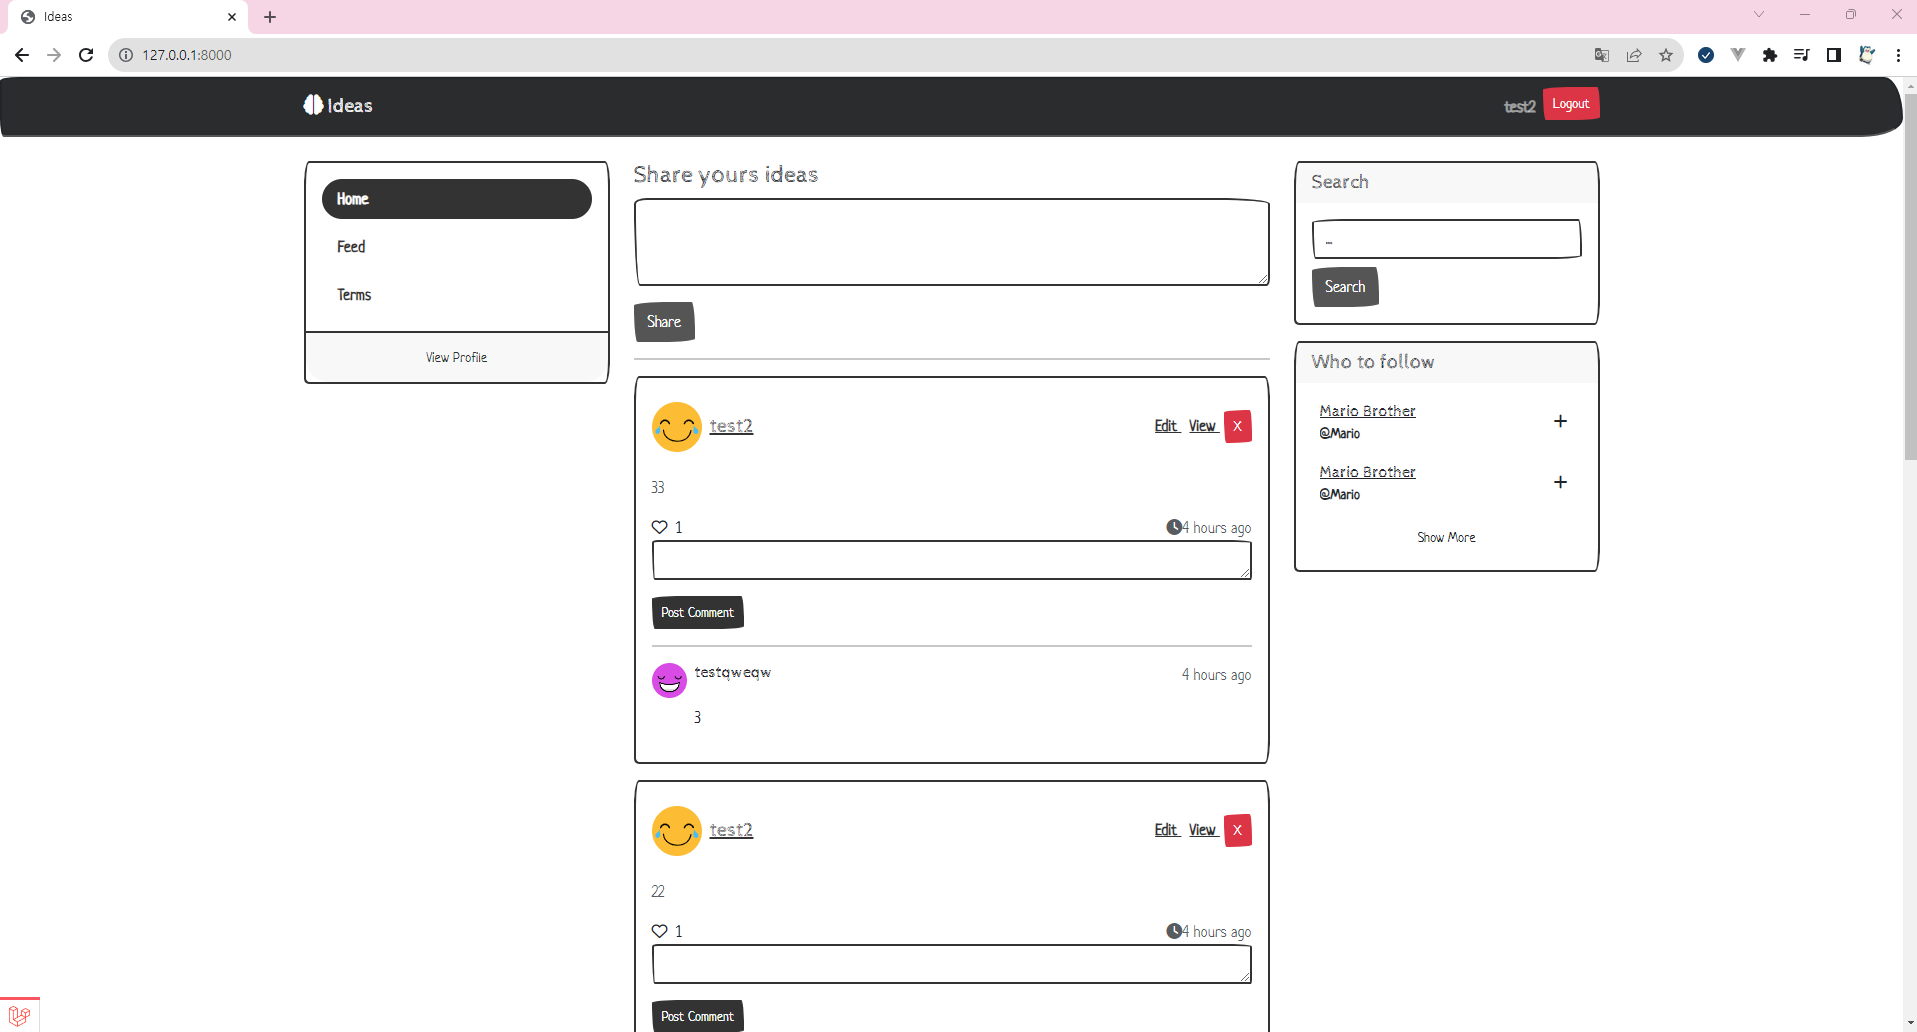 Ideas
127.0.0.1:8000
Ideas
test2 Logout
Home
Feed
Terms
View Profile
Share yours ideas
Share
test2
Edit View X
33
1
4 hours ago
Post Comment
testqweqw
4 hours ago
3
test2
Edit View X
22
1
4 hours ago
Post Comment
Search
...
Search
Who to follow
Mario Brother
@Mario
+
Mario Brother
@Mario
+
Show More